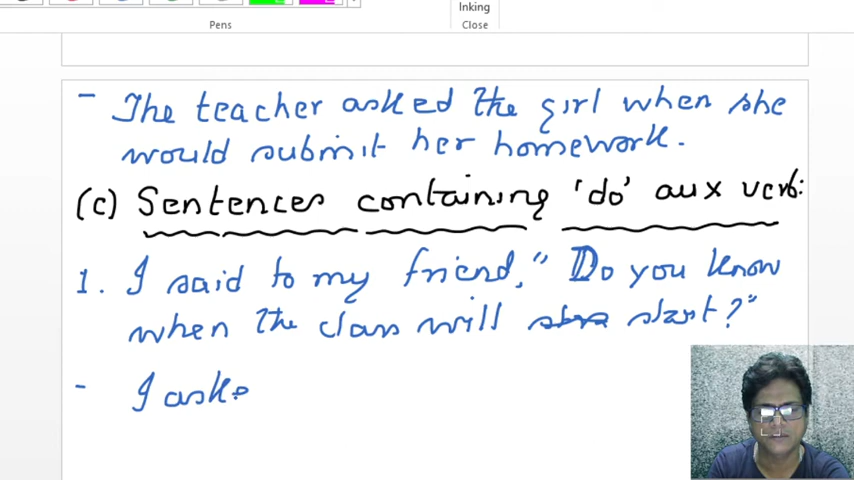 Inking
Pens
Close
- The teacher asked the girl when she
would submit her homework.
(c) Sentences containing 'do' aux verb:
1. I said to my friend, "Do you know
when the class will start?"
- I aske